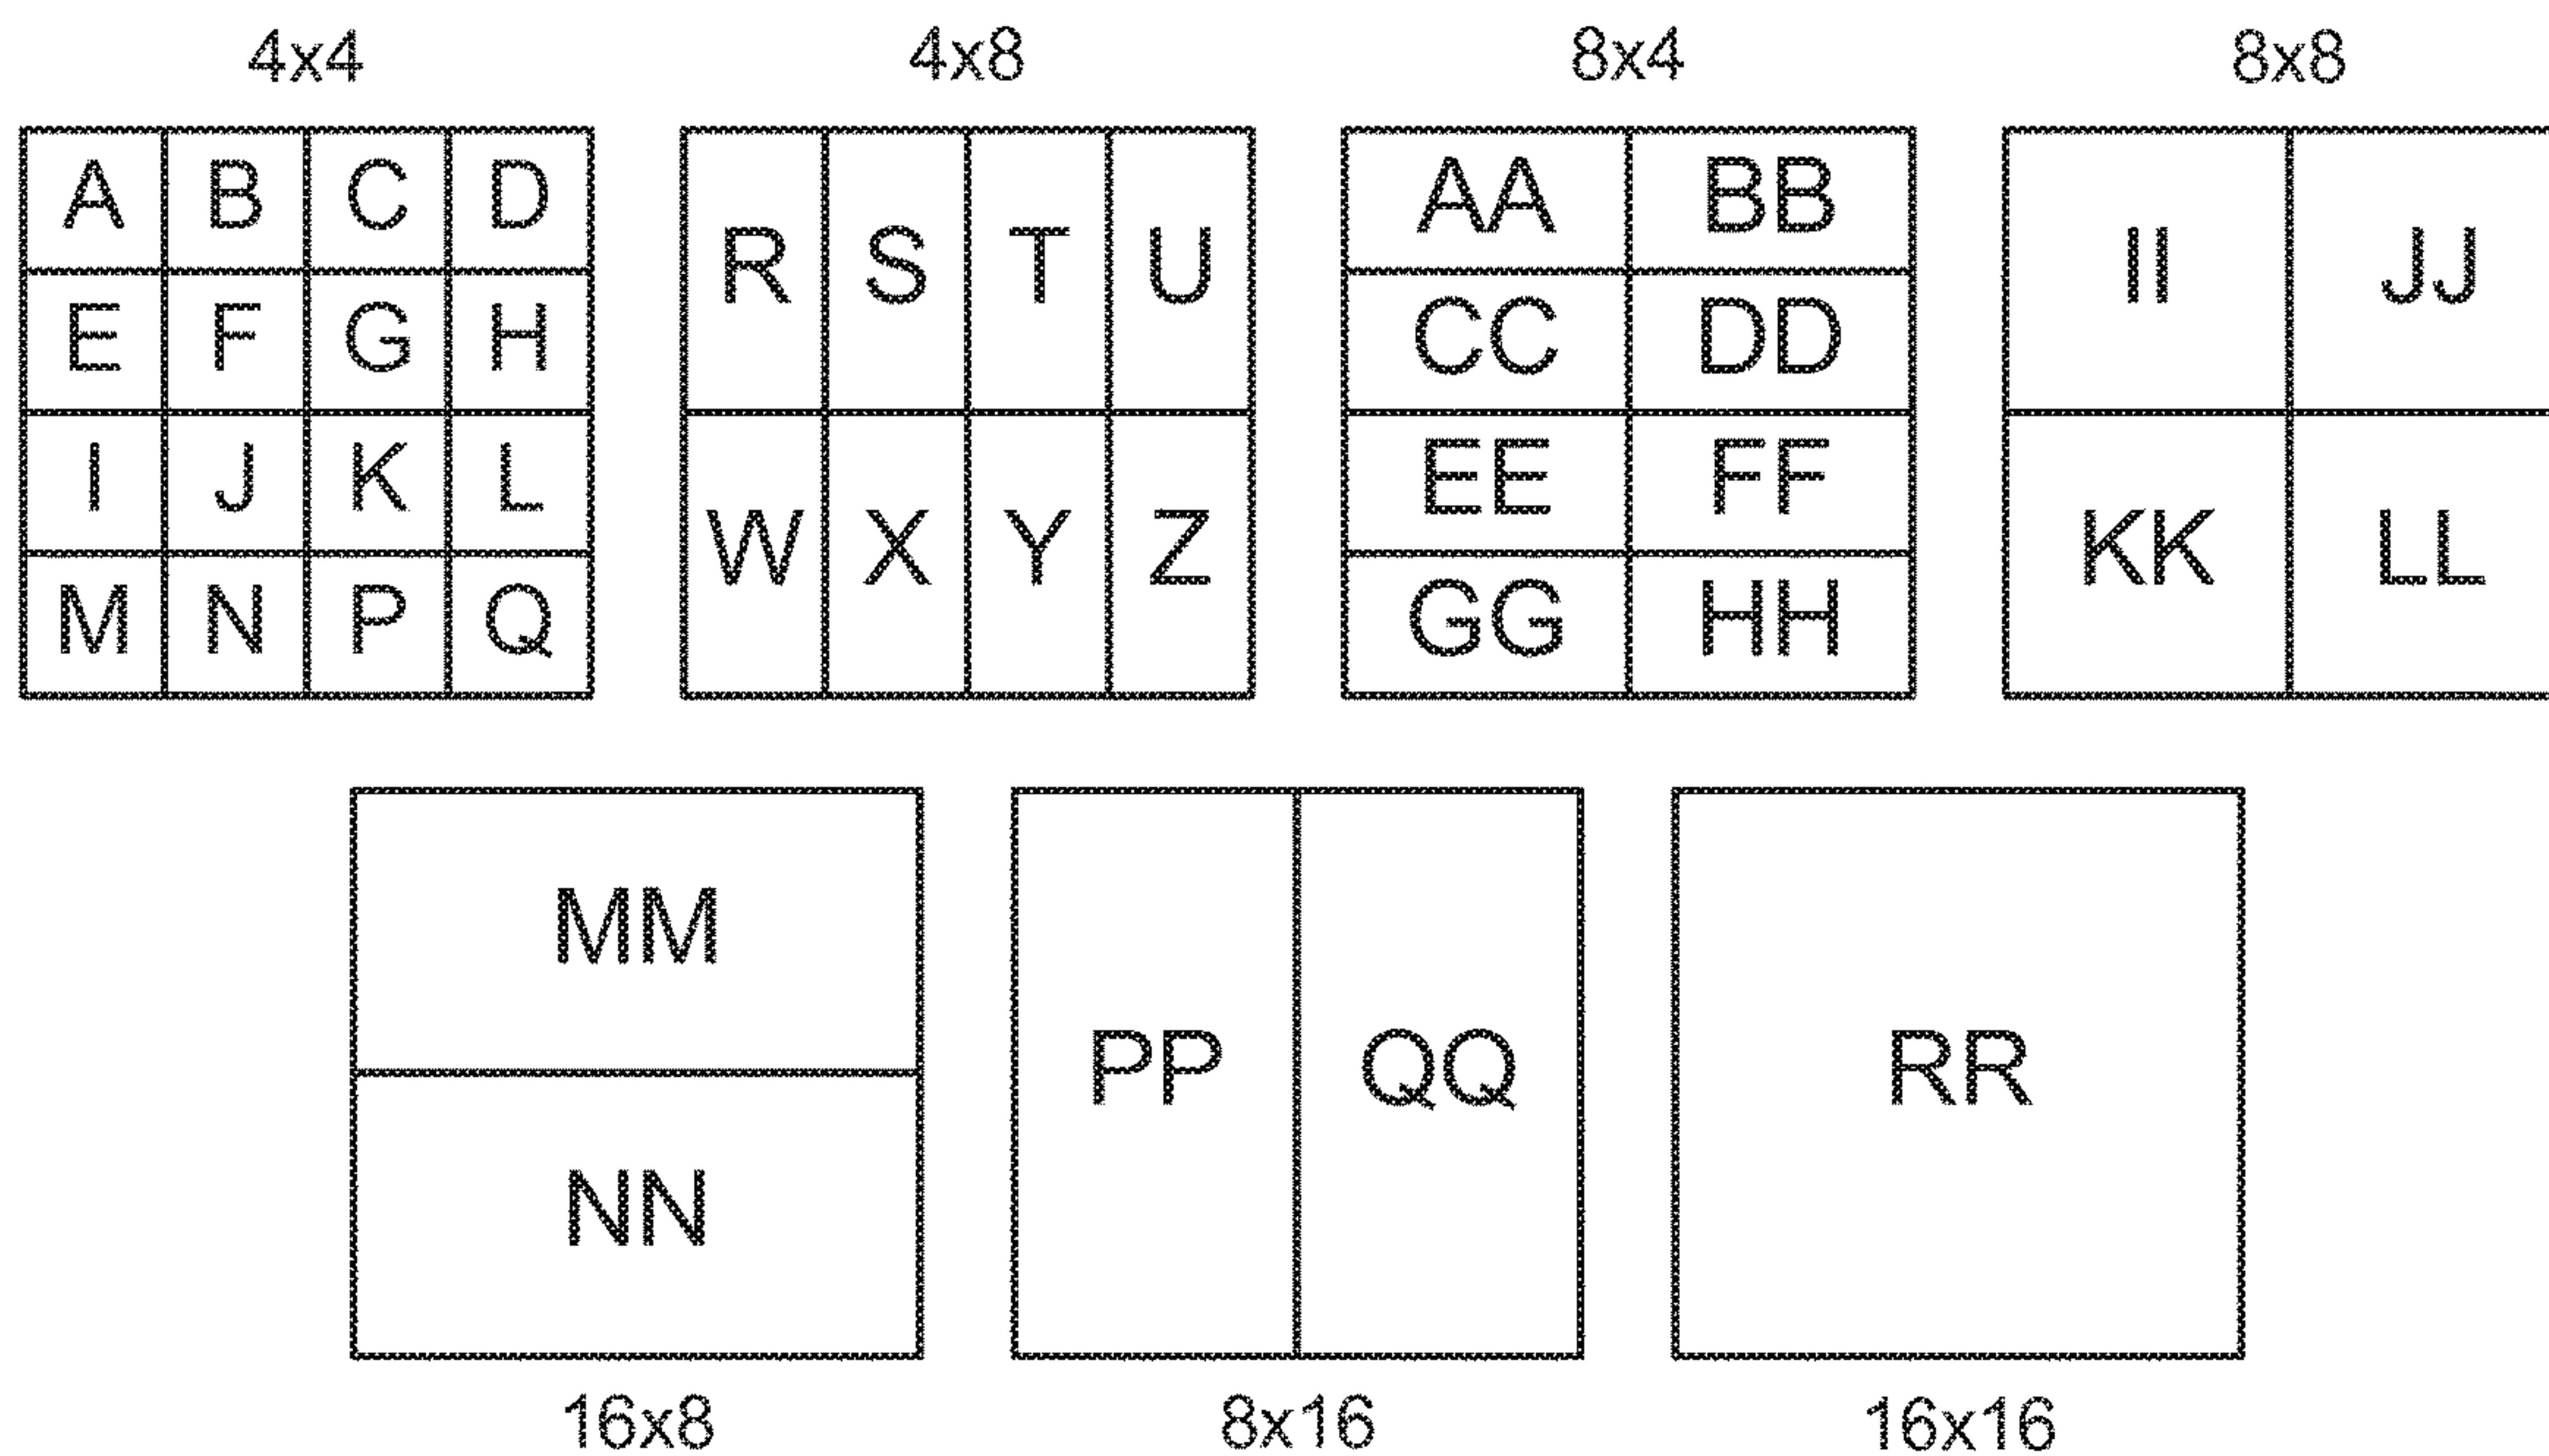 4x4 4x8 8x4 8x8
A B C D R S T U AA BB II JJ
E F G H CC DD
I J K L W X Y Z EE FF KK LL
M N P Q GG HH
MM PP QQ RR
NN
16x8 8x16 16x16